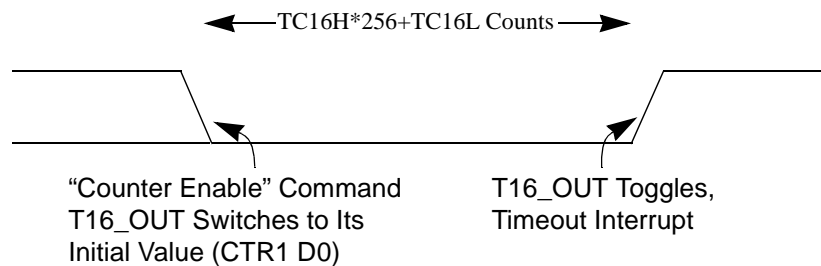 TC16H*256+TC16L Counts
“Counter Enable” Command
T16_OUT Switches to Its
Initial Value (CTR1 D0)
T16_OUT Toggles,
Timeout Interrupt